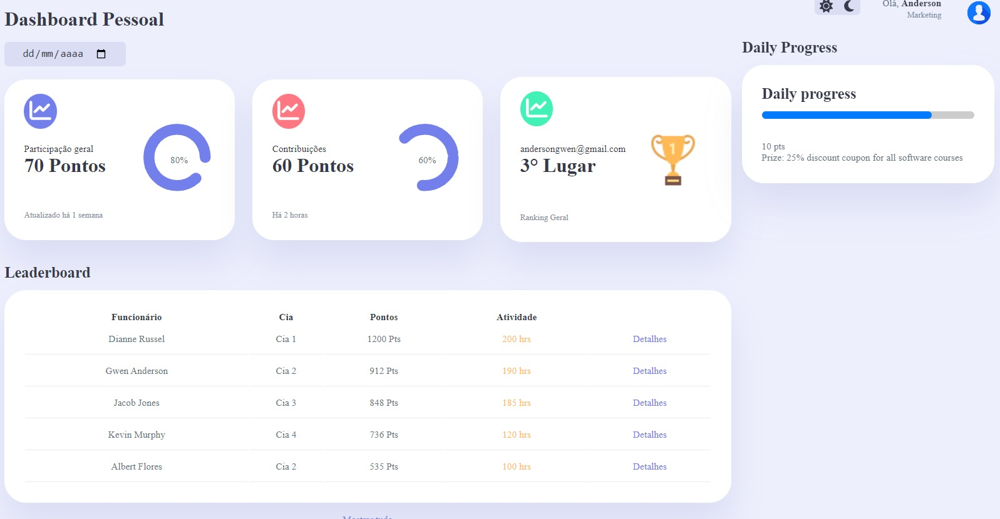 Dashboard Pessoal
Olá, Anderson
Marketing
dd/mm/aaaa
Daily Progress
Participação geral
70 Pontos
80%
Atualizado há 1 semana
Contribuições
60 Pontos
60%
Há 2 horas
andersongwen@gmail.com
3° Lugar
1
Ranking Geral
Daily progress
10 pts
Prize: 25% discount coupon for all software courses
Leaderboard
Funcionário Cia Pontos Atividade
Dianne Russel Cia 1 1200 Pts 200 hrs Detalhes
Gwen Anderson Cia 2 912 Pts 190 hrs Detalhes
Jacob Jones Cia 3 848 Pts 185 hrs Detalhes
Kevin Murphy Cia 4 736 Pts 120 hrs Detalhes
Albert Flores Cia 2 535 Pts 100 hrs Detalhes